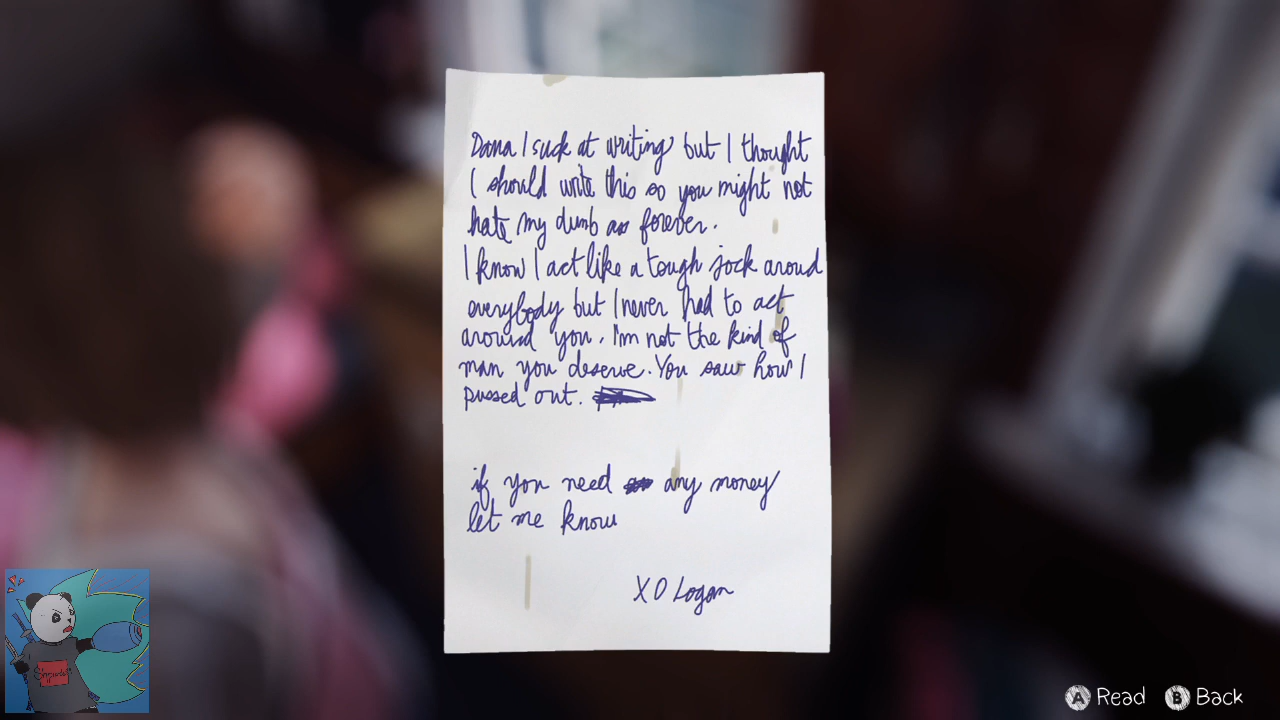 Dana I suck at writing but I thought
I should write this so you might not
hate my dumb ass forever.
I know I act like a tough jock aroud
everybody but I never had to act
around you. I'm not the kind of
man you deserve. You saw how I
pussed out.
if you need any money
let me know
XO Logan
A Read B Back